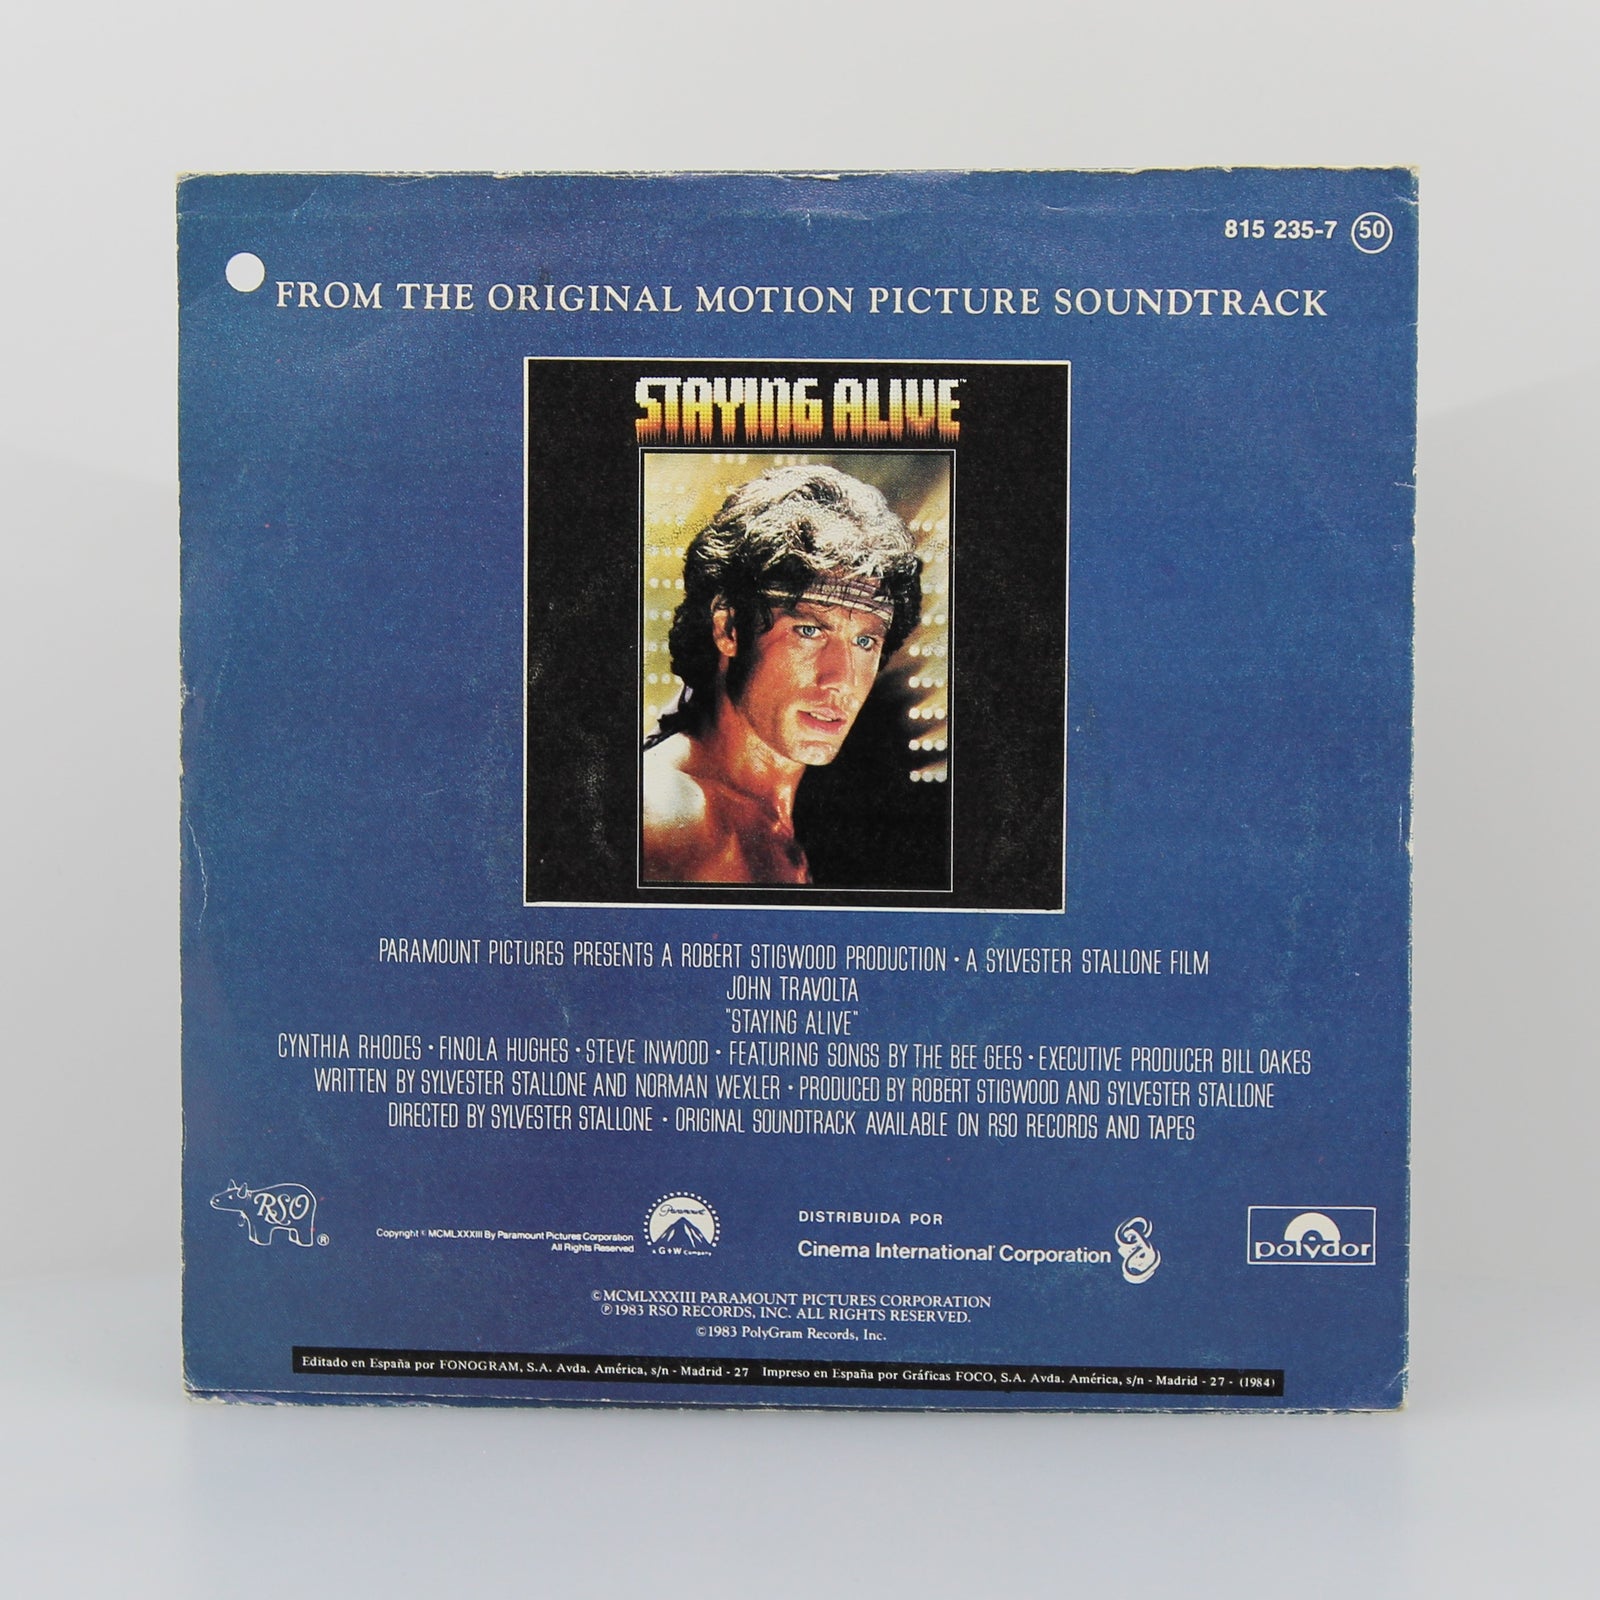 815 235-7 50
FROM THE ORIGINAL MOTION PICTURE SOUNDTRACK
STAYING ALIVE™
PARAMOUNT PICTURES PRESENTS A ROBERT STIGWOOD PRODUCTION · A SYLVESTER STALLONE FILM
JOHN TRAVOLTA
"STAYING ALIVE"
CYNTHIA RHODES · FINOLA HUGHES · STEVE INWOOD · FEATURING SONGS BY THE BEE GEES · EXECUTIVE PRODUCER BILL OAKES
WRITTEN BY SYLVESTER STALLONE AND NORMAN WEXLER · PRODUCED BY ROBERT STIGWOOD AND SYLVESTER STALLONE
DIRECTED BY SYLVESTER STALLONE · ORIGINAL SOUNDTRACK AVAILABLE ON RSO RECORDS AND TAPES
RSO ®
Copyright © MCMLXXXIII By Paramount Pictures Corporation
All Rights Reserved
Paramount
A G+W Company
DISTRIBUIDA POR
Cinema International Corporation
polydor
©MCMLXXXIII PARAMOUNT PICTURES CORPORATION
℗1983 RSO RECORDS, INC. ALL RIGHTS RESERVED.
©1983 PolyGram Records, Inc.
Editado en España por FONOGRAM, S.A. Avda. América, s/n - Madrid - 27 Impreso en España por Gráficas FOCO, S.A. Avda. América, s/n - Madrid - 27 - (1984)